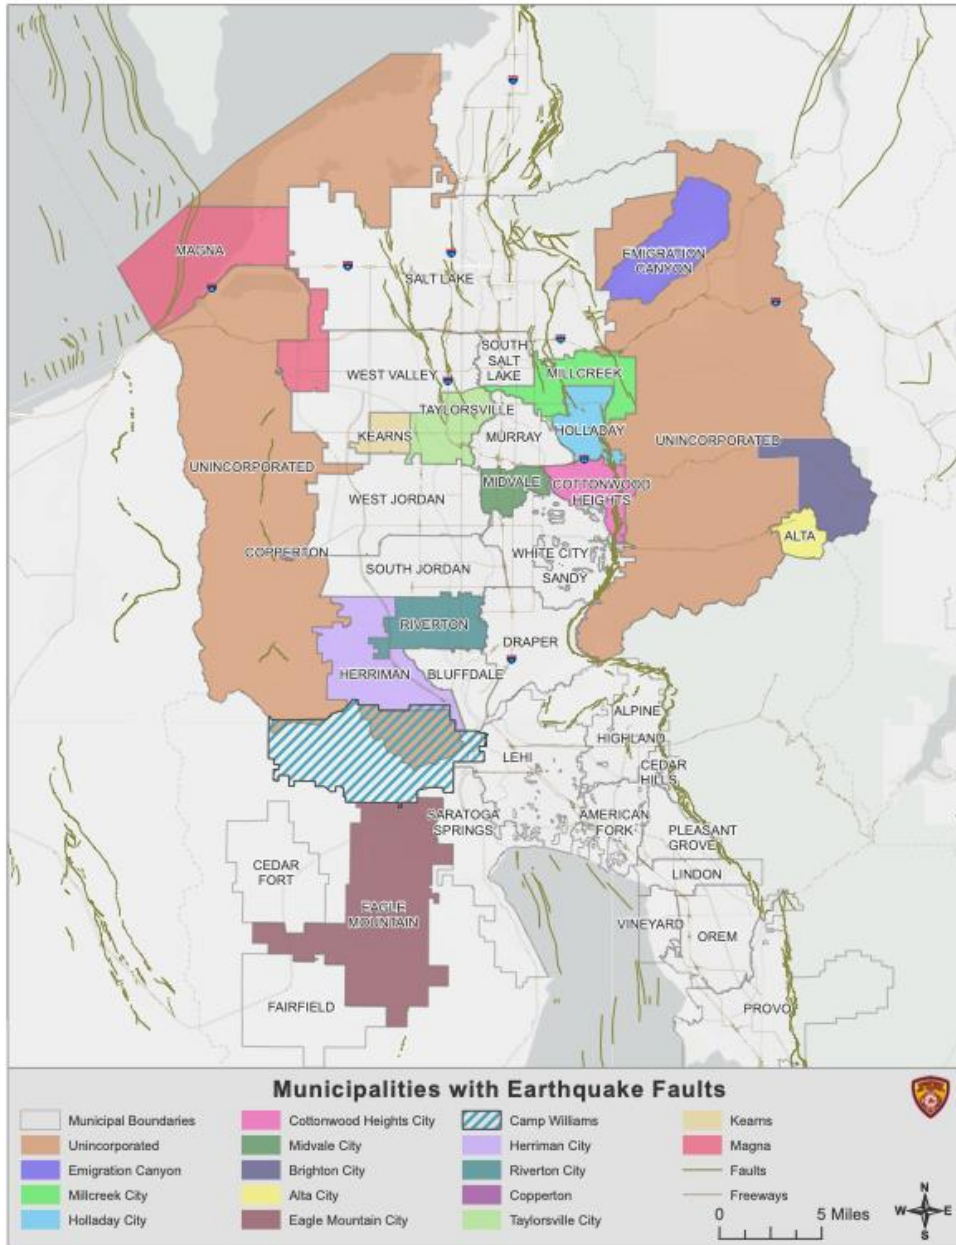 MAGNA
EMIGRATION
CANYON
SALT LAKE
SOUTH
SALT
LAKE
WEST VALLEY
MILLCREEK
TAYLORSVILLE
KEARNS
MURRAY
HOLLADAY
UNINCORPORATED
UNINCORPORATED
MIDVALE
COTTONWOOD
HEIGHTS
WEST JORDAN
ALTA
COPPERTON
WHITE CITY
SOUTH JORDAN
SANDY
RIVERTON
DRAPER
HERRIMAN
BLUFFDALE
ALPINE
HIGHLAND
LEHI
CEDAR
HILLS
SARATOGA
SPRINGS
AMERICAN
FORK
PLEASANT
GROVE
CEDAR
FORT
LINDON
EAGLE
MOUNTAIN
VINEYARD
OREM
FAIRFIELD
PROVO
Municipalities with Earthquake Faults
Municipal Boundaries
Unincorporated
Emigration Canyon
Millcreek City
Holladay City
Cottonwood Heights City
Midvale City
Brighton City
Alta City
Eagle Mountain City
Camp Williams
Herriman City
Riverton City
Copperton
Taylorsville City
Kearns
Magna
Faults
Freeways
0 5 Miles
N
W E
S